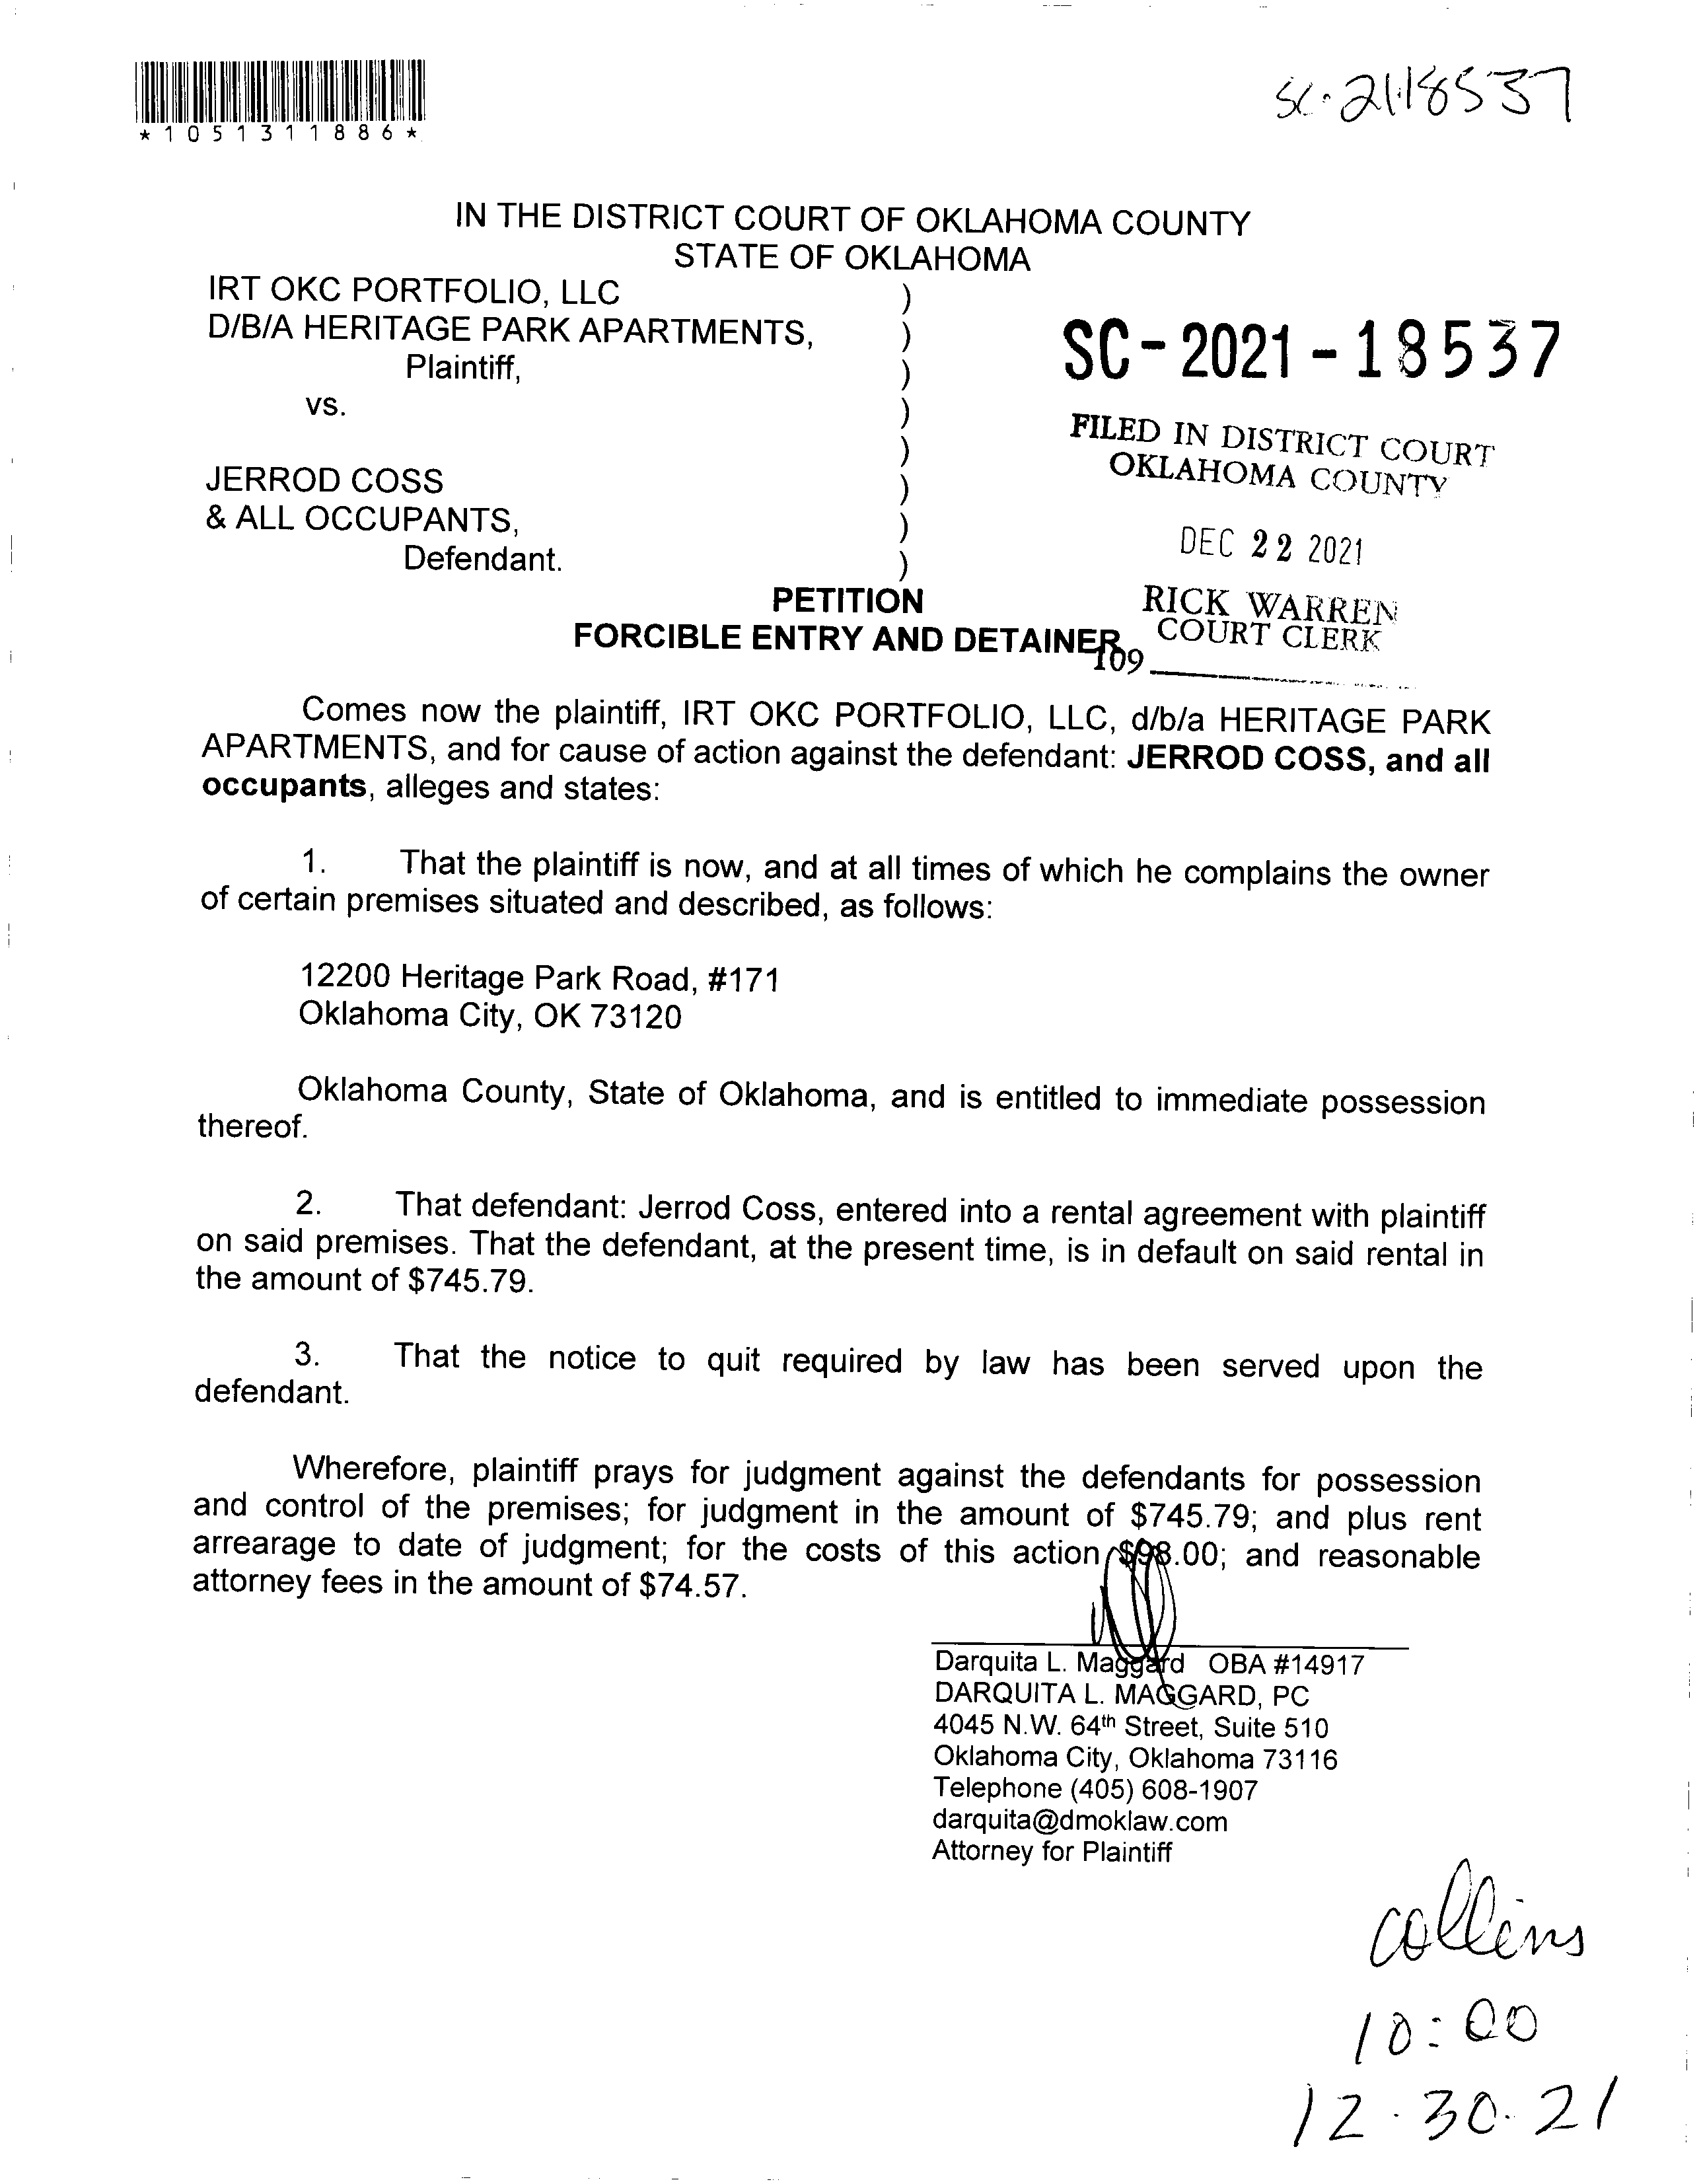 *1051311886*
SC-21-18537
IN THE DISTRICT COURT OF OKLAHOMA COUNTY
STATE OF OKLAHOMA
IRT OKC PORTFOLIO, LLC )
D/B/A HERITAGE PARK APARTMENTS, )
Plaintiff, )
vs. )
)
JERROD COSS )
& ALL OCCUPANTS, )
Defendant. )
SC-2021-18537
FILED IN DISTRICT COURT
OKLAHOMA COUNTY
DEC 22 2021
RICK WARREN
COURT CLERK
109
PETITION
FORCIBLE ENTRY AND DETAINER
Comes now the plaintiff, IRT OKC PORTFOLIO, LLC, d/b/a HERITAGE PARK
APARTMENTS, and for cause of action against the defendant: JERROD COSS, and all
occupants, alleges and states:
1. That the plaintiff is now, and at all times of which he complains the owner
of certain premises situated and described, as follows:
12200 Heritage Park Road, #171
Oklahoma City, OK 73120
Oklahoma County, State of Oklahoma, and is entitled to immediate possession
thereof.
2. That defendant: Jerrod Coss, entered into a rental agreement with plaintiff
on said premises. That the defendant, at the present time, is in default on said rental in
the amount of $745.79.
3. That the notice to quit required by law has been served upon the
defendant.
Wherefore, plaintiff prays for judgment against the defendants for possession
and control of the premises; for judgment in the amount of $745.79; and plus rent
arrearage to date of judgment; for the costs of this action $98.00; and reasonable
attorney fees in the amount of $74.57.
Darquita L. Maggard OBA #14917
DARQUITA L. MAGGARD, PC
4045 N.W. 64th Street, Suite 510
Oklahoma City, Oklahoma 73116
Telephone (405) 608-1907
darquita@dmoklaw.com
Attorney for Plaintiff
collins
10:00
12.30.21